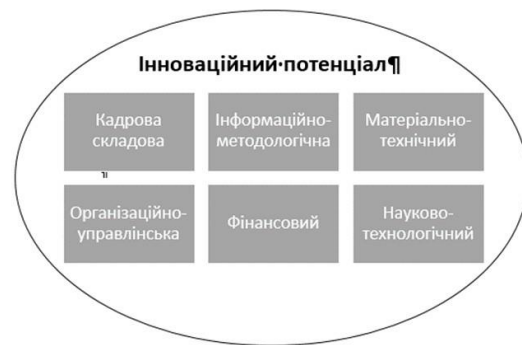 Інноваційний·потенціал¶
Кадрова
складова
Інформаційно-
методологічна
Матеріально-
технічний
Організаційно-
управлінська
Фінансовий
Науково-
технологічний